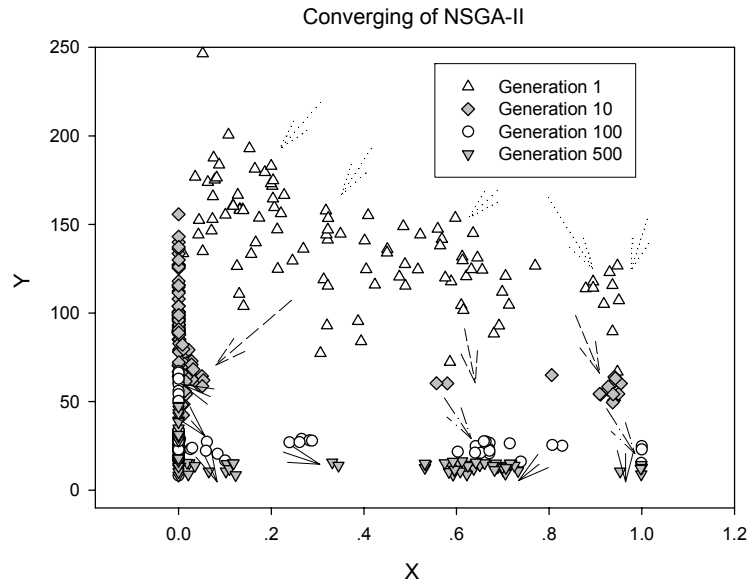 Converging of NSGA-II
250
200
150
100
50
0
Y
Generation 1
Generation 10
Generation 100
Generation 500
0.0 .2 .4 .6 .8 1.0 1.2
X